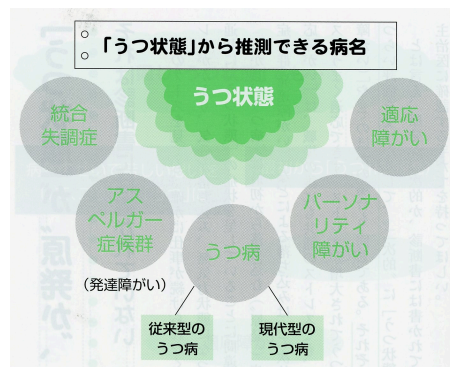 「うつ状態」から推測できる病名
うつ状態
統合
失調症
適応
障がい
アス
ペルガー
症候群
(発達障がい)
パーソナ
リティ
障がい
うつ病
従来型の
うつ病
現代型の
うつ病